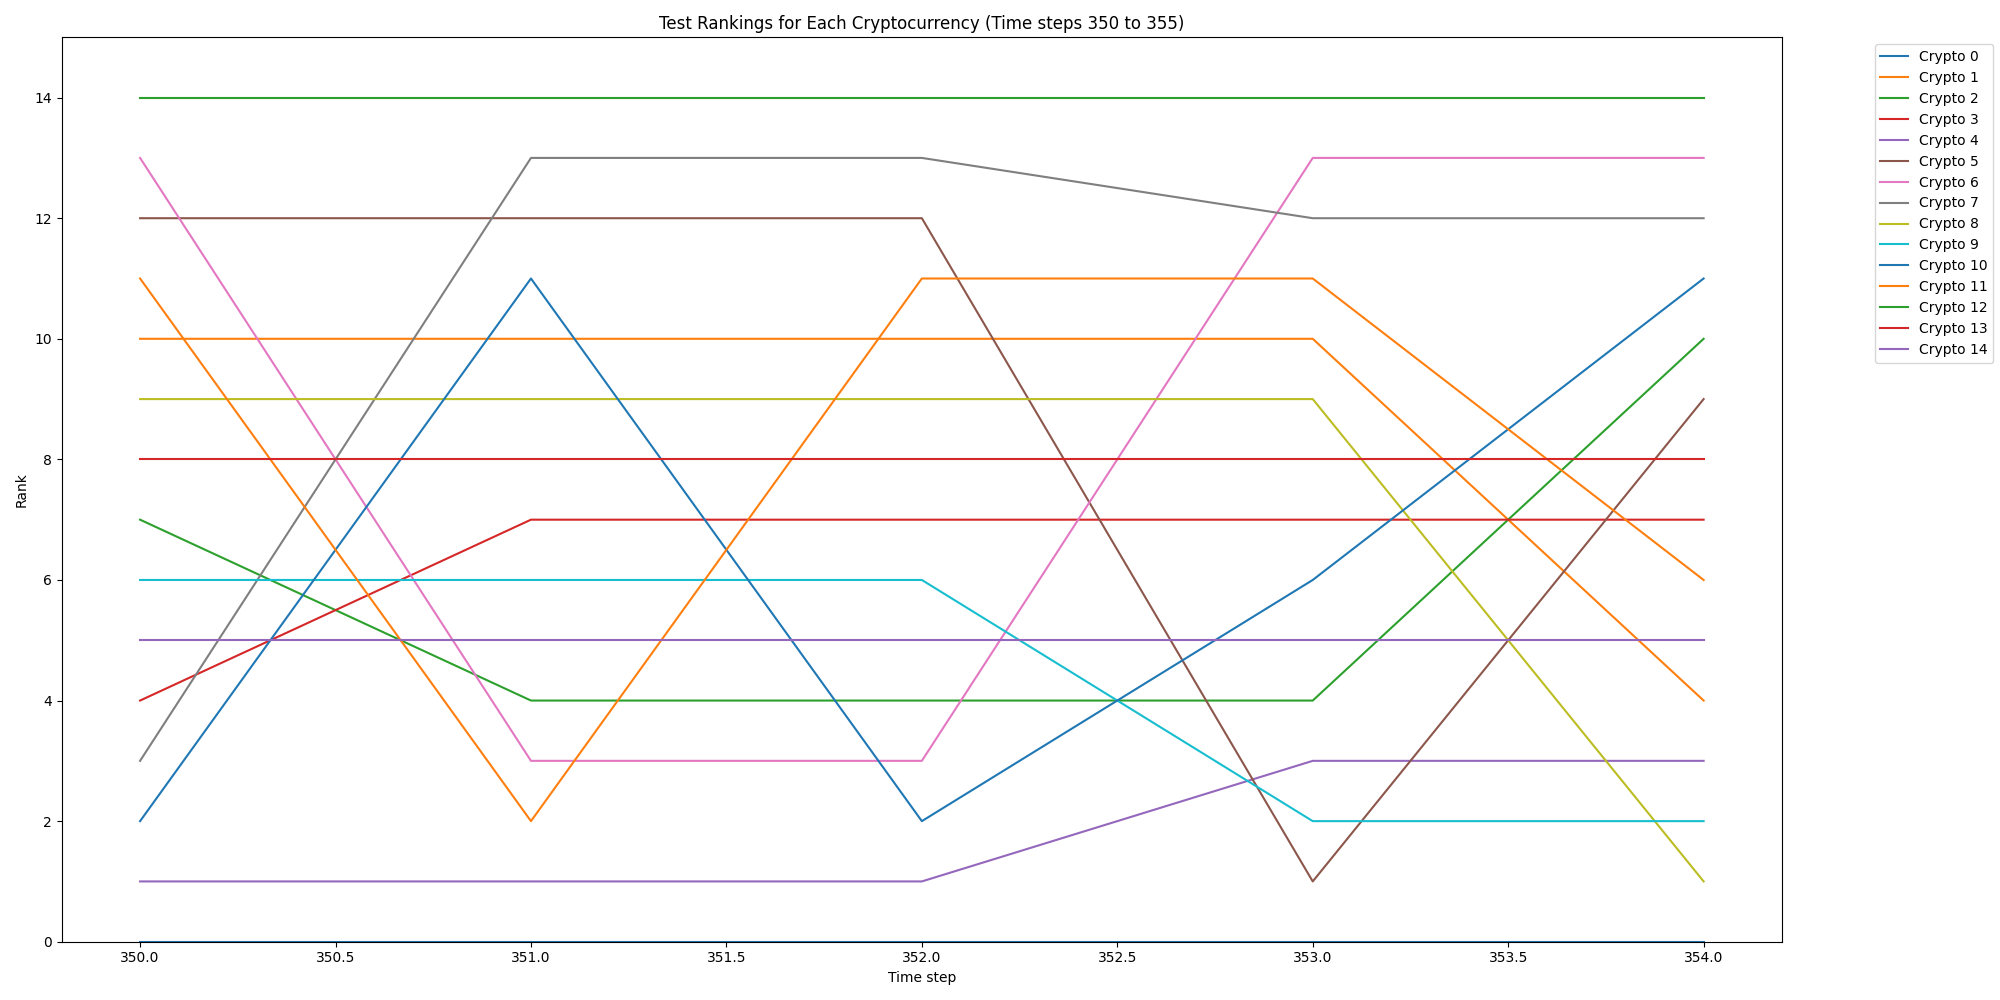 Test Rankings for Each Cryptocurrency (Time steps 350 to 355)
Crypto 0
Crypto 1
Crypto 2
Crypto 3
Crypto 4
Crypto 5
Crypto 6
Crypto 7
Crypto 8
Crypto 9
Crypto 10
Crypto 11
Crypto 12
Crypto 13
Crypto 14
Rank
14
12
10
8
6
4
2
0
350.0 350.5 351.0 351.5 352.0 352.5 353.0 353.5 354.0
Time step